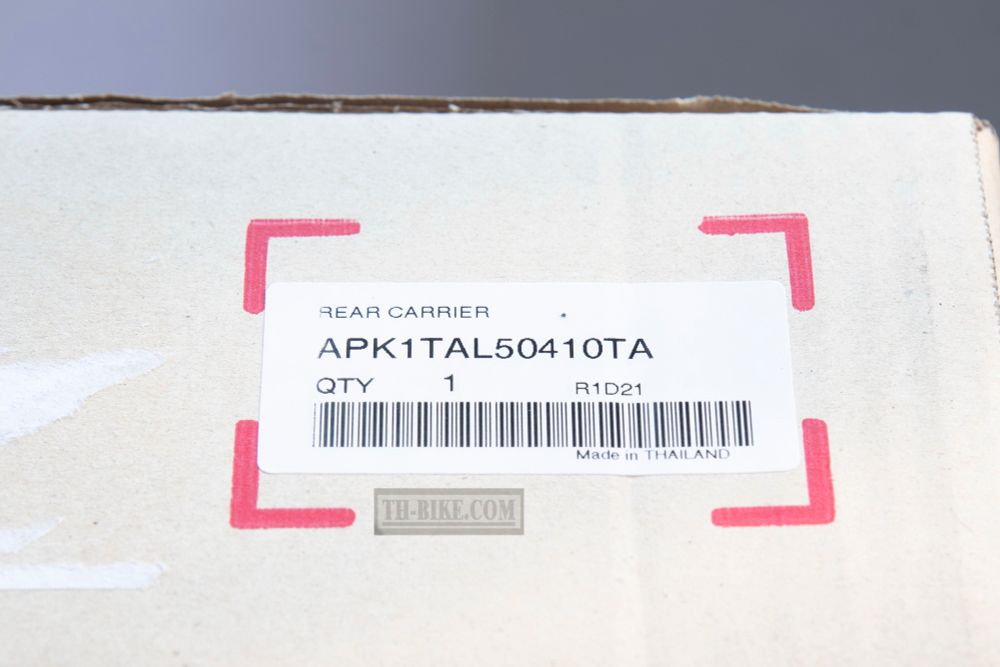 REAR CARRIER
APK1TAL50410TA
QTY 1 R1D21
Made in THAILAND
TH-BIKE.COM